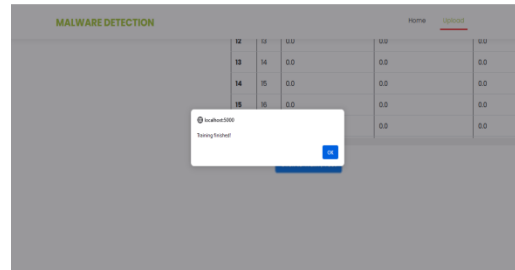 MALWARE DETECTION Home Upload
12 13 0.0 0.0 0.0
13 14 0.0 0.0 0.0
14 15 0.0 0.0 0.0
15 16 0.0 0.0 0.0
localhost:5000
0.0 0.0
Training finished!
OK